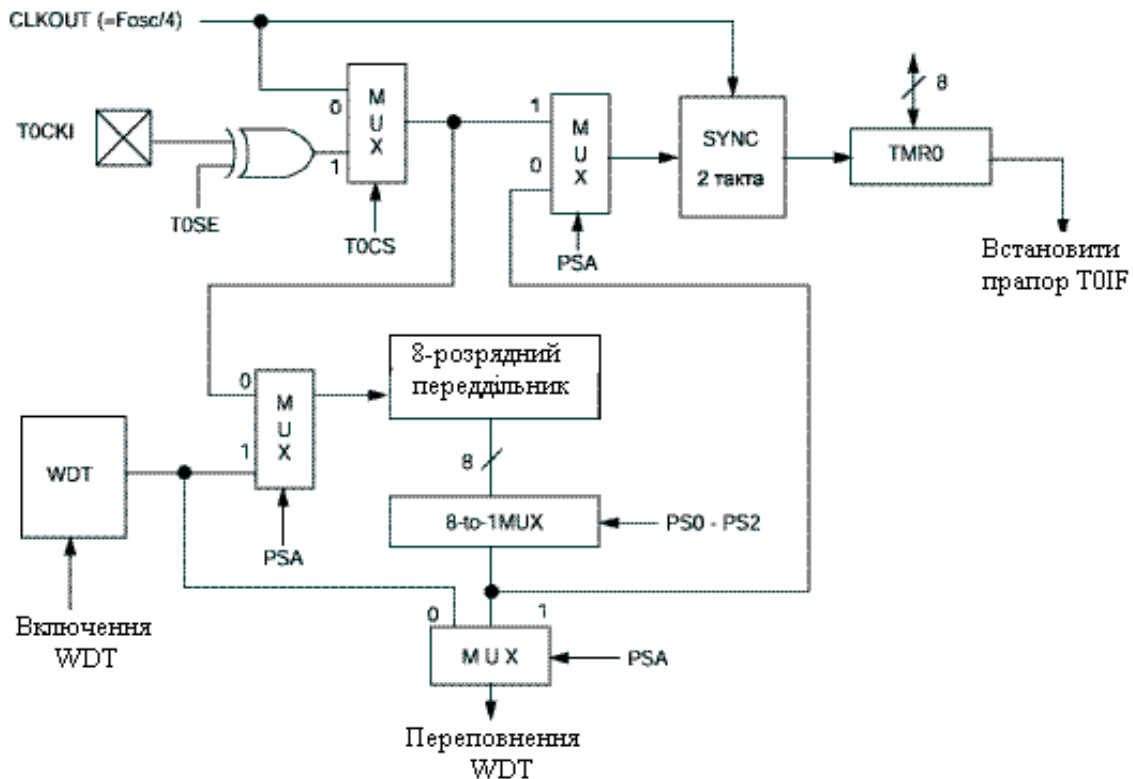 CLKOUT (=Fosc/4)
T0CKI
T0SE
0
1
M
U
X
T0CS
1
0
M
U
X
PSA
SYNC
2 такта
8
TMR0
Встановити
прапор T0IF
WDT
Включення
WDT
0
1
M
U
X
PSA
8-розрядний
переддільник
8
8-to-1MUX
PS0 - PS2
0
1
M U X
PSA
Переповнення
WDT